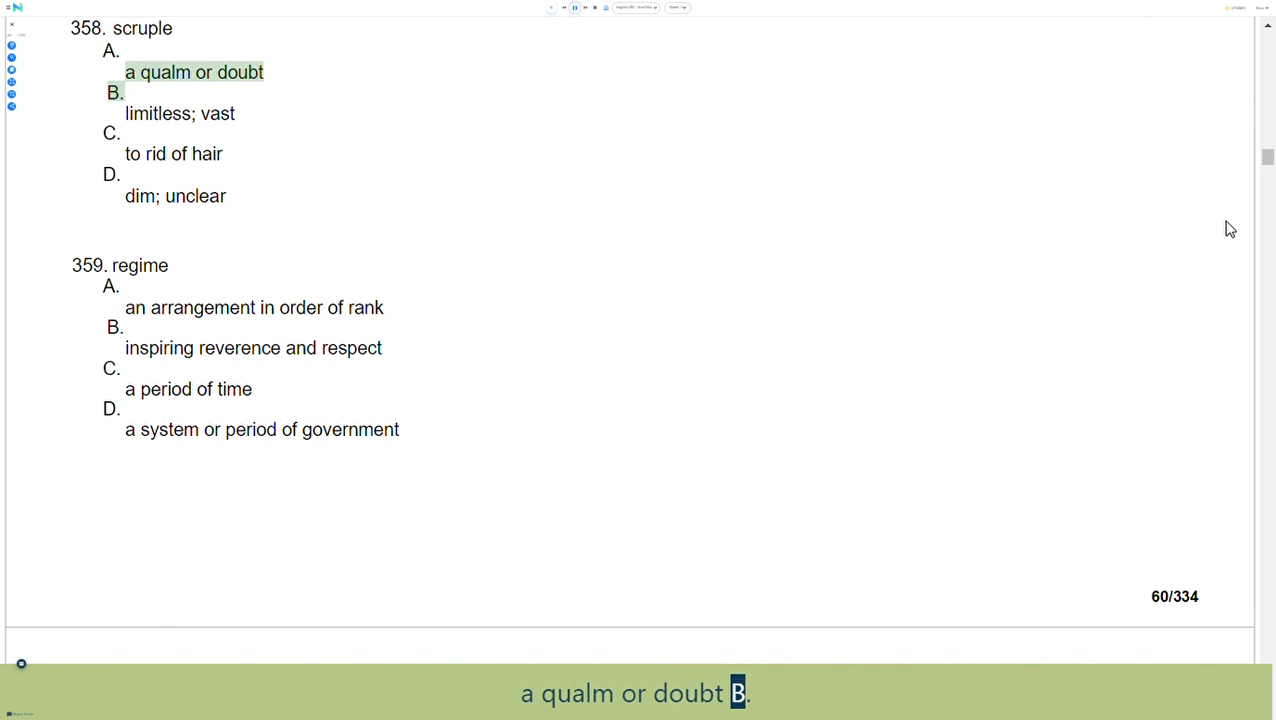 358. scruple
A.
a qualm or doubt
B.
limitless; vast
C.
to rid of hair
D.
dim; unclear
359. regime
A.
an arrangement in order of rank
B.
inspiring reverence and respect
C.
a period of time
D.
a system or period of government
60/334
a qualm or doubt B.